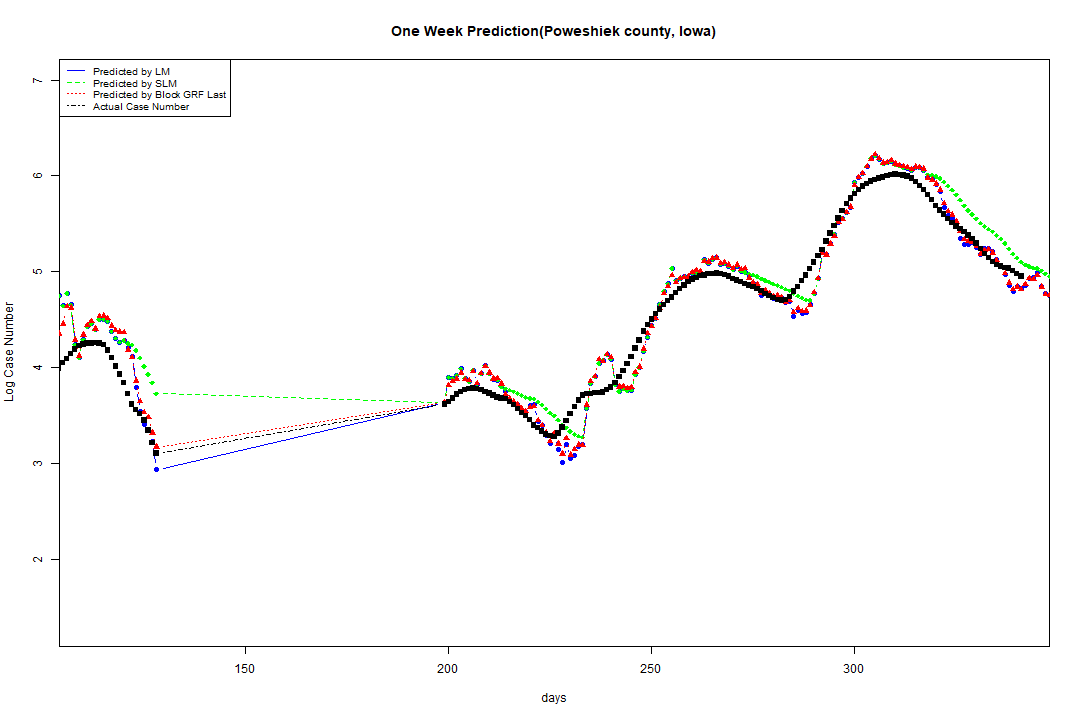 One Week Prediction(Poweshiek county, Iowa)
Predicted by LM
Predicted by SLM
Predicted by Block GRF Last
Actual Case Number
7
6
5
4
3
2
Log Case Number
150
200
250
300
days